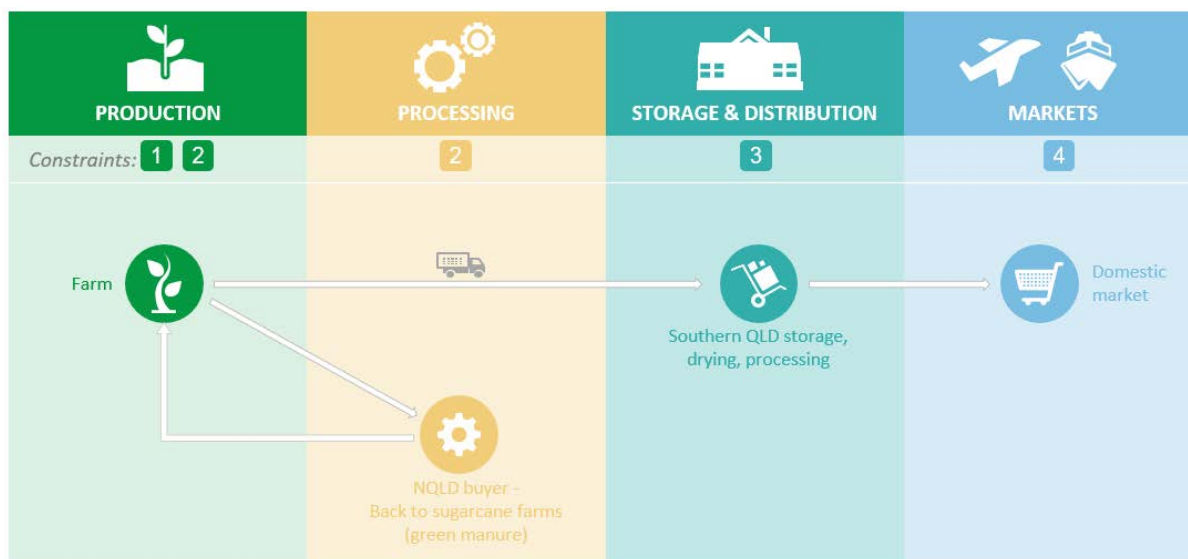 PRODUCTION
PROCESSING
STORAGE & DISTRIBUTION
MARKETS
Constraints: 1 2
2
3
4
Farm
Southern QLD storage,
drying, processing
Domestic
market
NQLD buyer -
Back to sugarcane farms
(green manure)